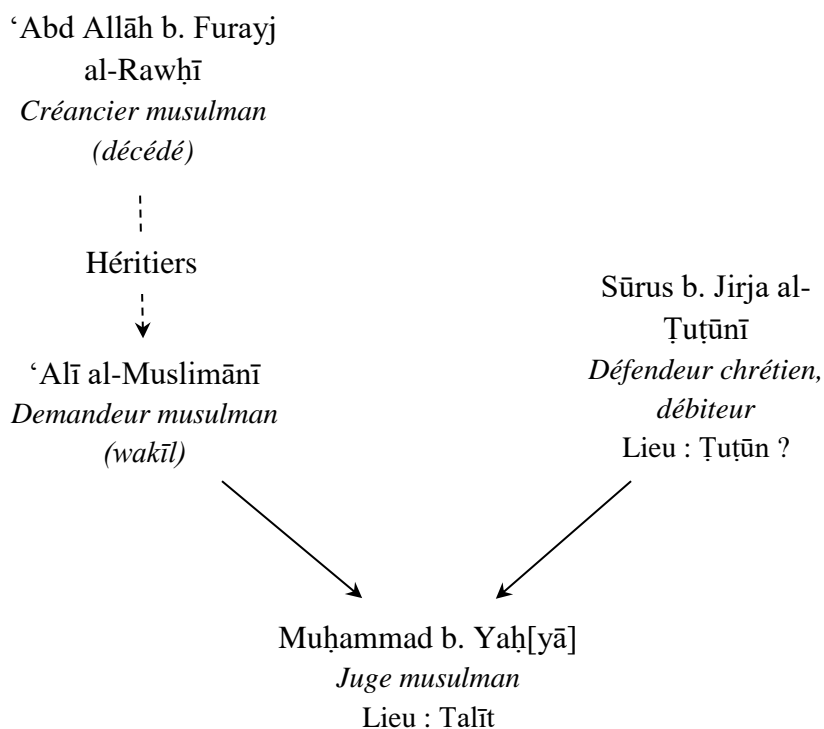 ‘Abd Allāh b. Furayj
al-Rawḥī
Créancier musulman
(décédé)
Héritiers
‘Alī al-Muslimānī
Demandeur musulman
(wakīl)
Sūrus b. Jirja al-
Ṭuṭūnī
Défendeur chrétien,
débiteur
Lieu : Ṭuṭūn ?
Muḥammad b. Yaḥ[yā]
Juge musulman
Lieu : Talīt